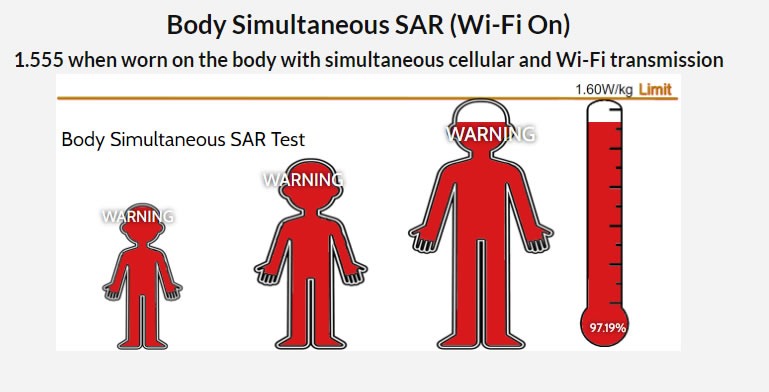 Body Simultaneous SAR (Wi-Fi On)
1.555 when worn on the body with simultaneous cellular and Wi-Fi transmission
1.60W/kg Limit
Body Simultaneous SAR Test
WARNING
WARNING
WARNING
97.19%